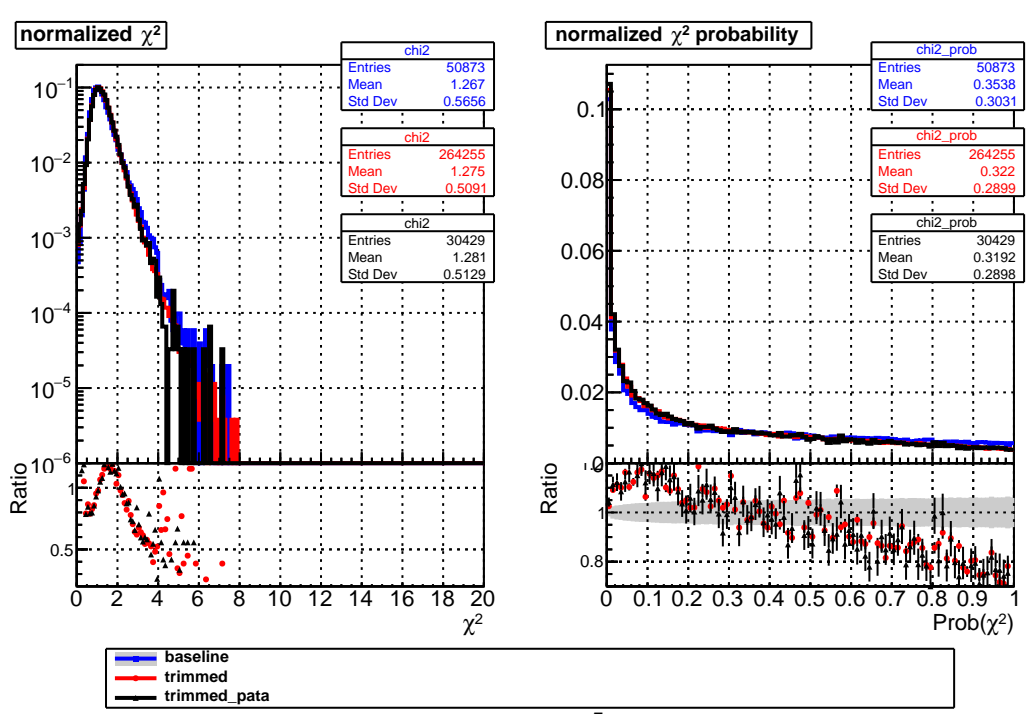 normalized χ²
chi2
Entries 50873
Mean 1.267
Std Dev 0.5656
chi2
Entries 264255
Mean 1.275
Std Dev 0.5091
chi2
Entries 30429
Mean 1.281
Std Dev 0.5129
10⁻¹
10⁻²
10⁻³
10⁻⁴
10⁻⁵
10⁻⁶
Ratio
1
0.5
0 2 4 6 8 10 12 14 16 18 20
χ²
normalized χ² probability
chi2_prob
Entries 50873
Mean 0.3538
Std Dev 0.3031
chi2_prob
Entries 264255
Mean 0.322
Std Dev 0.2899
chi2_prob
Entries 30429
Mean 0.3192
Std Dev 0.2898
0.1
0.08
0.06
0.04
0.02
0
Ratio
1
0.8
0 0.1 0.2 0.3 0.4 0.5 0.6 0.7 0.8 0.9 1
Prob(χ²)
baseline
trimmed
trimmed_pata